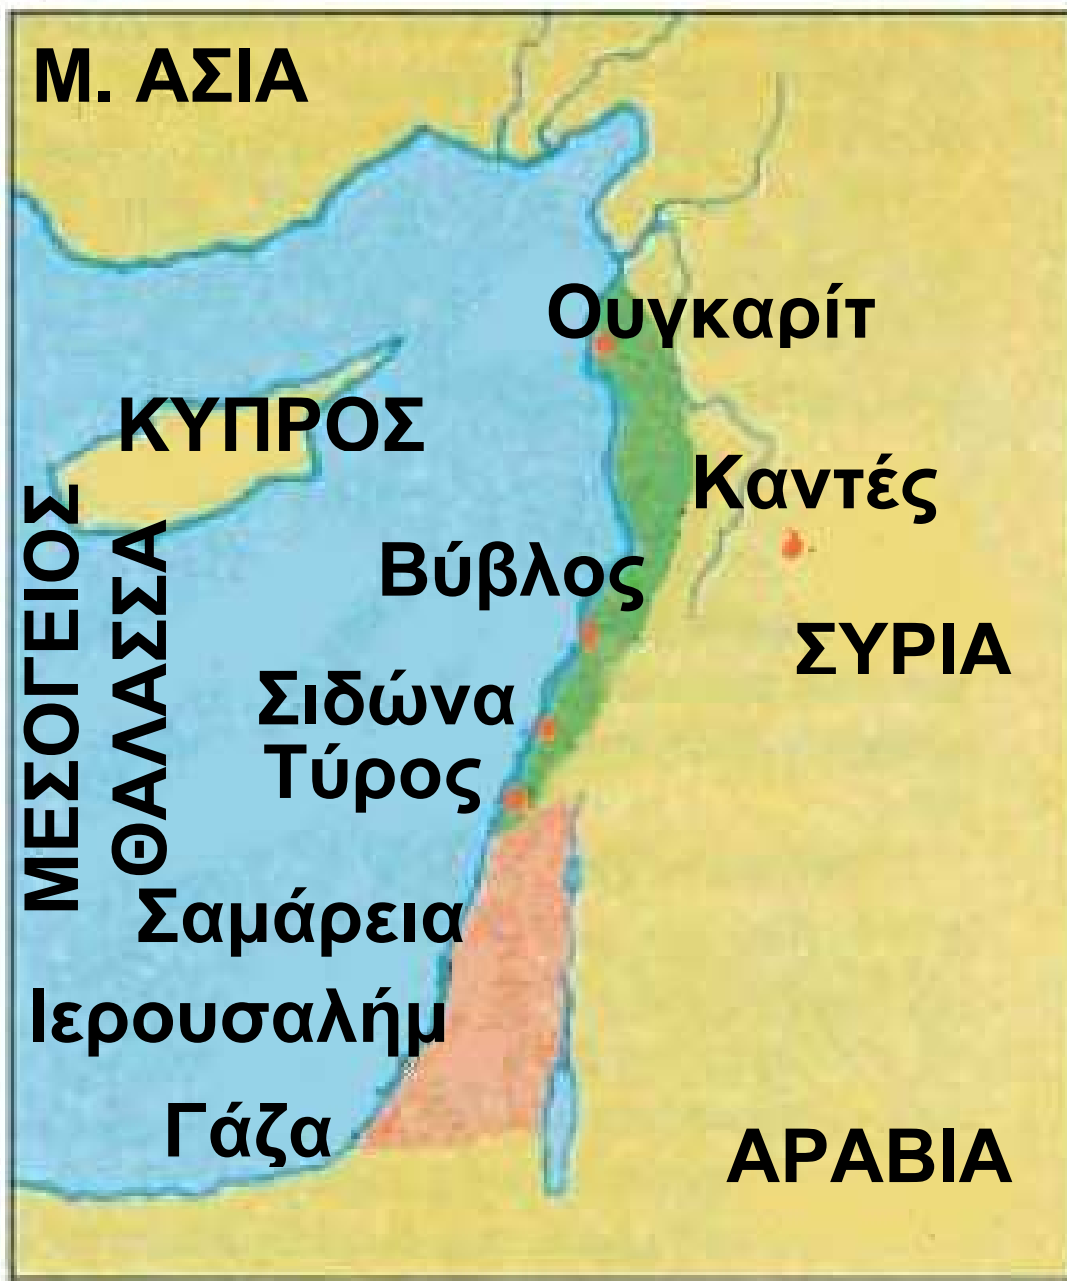 Μ. ΑΣΙΑ
Ουγκαρίτ
ΚΥΠΡΟΣ
Καντές
ΜΕΣΟΓΕΙΟΣ
ΘΑΛΑΣΣΑ
Βύβλος
ΣΥΡΙΑ
Σιδώνα
Τύρος
Σαμάρεια
Ιερουσαλήμ
Γάζα
ΑΡΑΒΙΑ